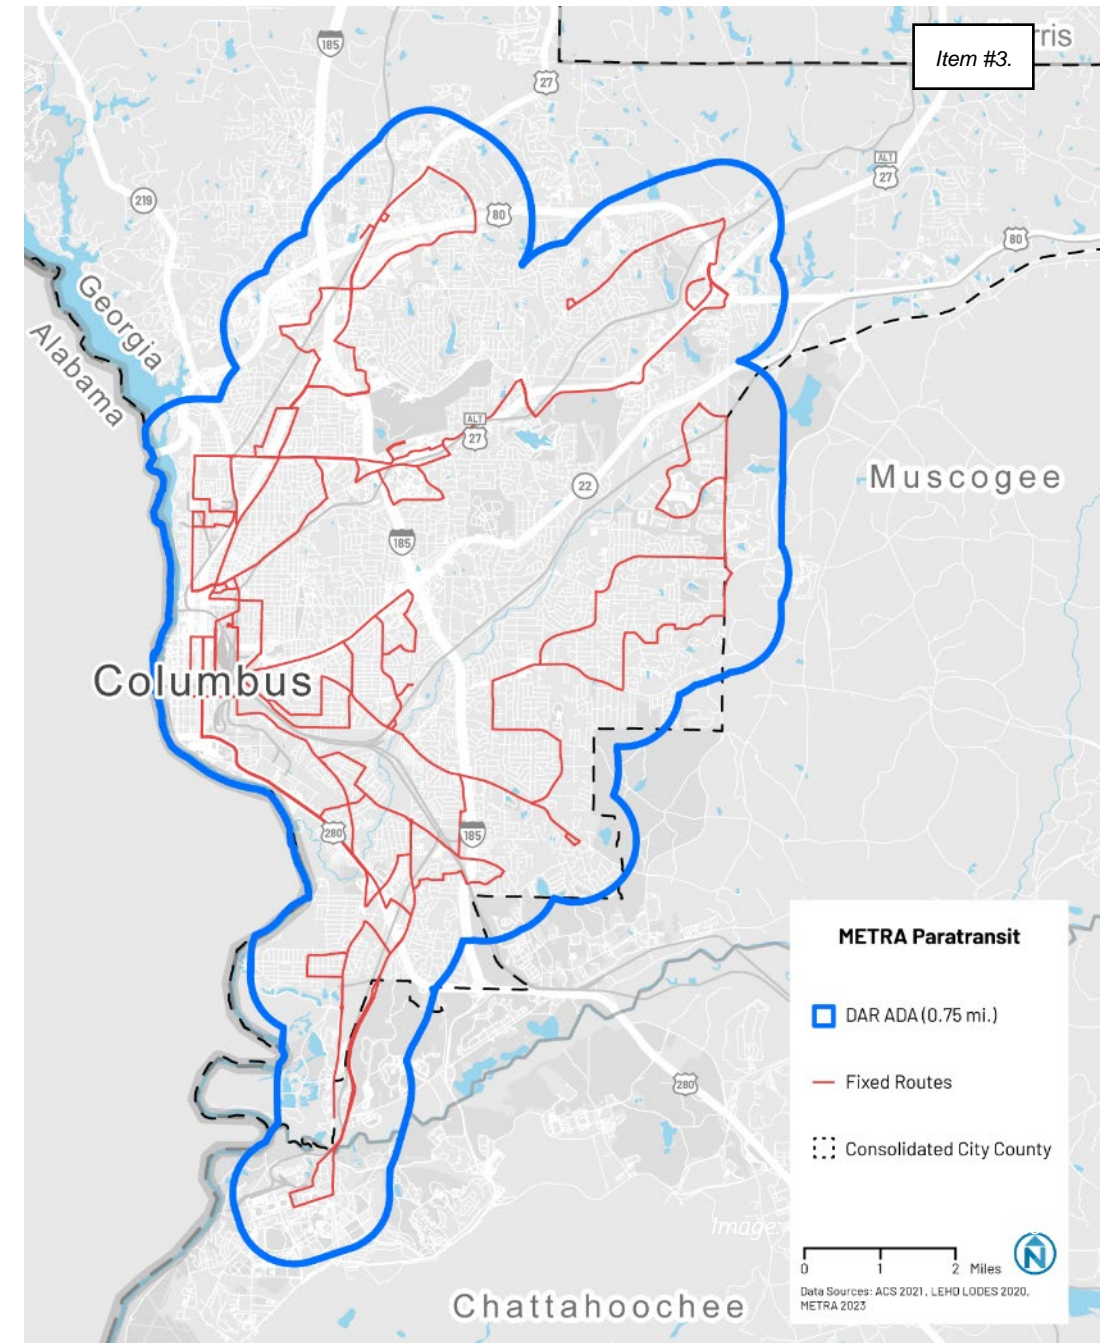 185
rris
Item #3.
27
ALT
27
219
80
80
Georgia
Alabama
ALT
27
Muscogee
22
185
Columbus
280
185
METRA Paratransit
DAR ADA (0.75 mi.)
Fixed Routes
280
Consolidated City County
Image:
0 1 2 Miles
N
Data Sources: ACS 2021, LEHD LODES 2020,
METRA 2023
Chattahoochee